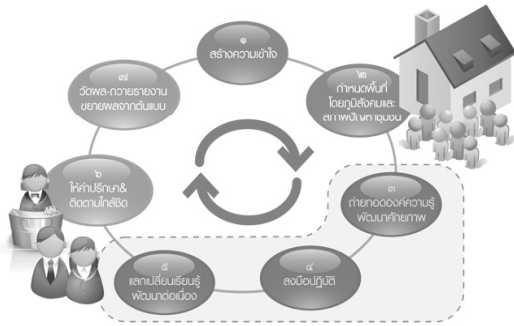 ๑
สร้างความเข้าใจ
๒
กำหนดพื้นที่
โดยภูมิสังคมและ
สภาพปัญหาชุมชน
๓
ถ่ายทอดองค์ความรู้
พัฒนาศักยภาพ
๔
ลงมือปฏิบัติ
๕
แลกเปลี่ยนเรียนรู้
พัฒนาต่อเนื่อง
๖
ให้คำปรึกษา&
ติดตามใกล้ชิด
๗
วัดผล-ถวายรายงาน
ขยายผลจากต้นแบบ